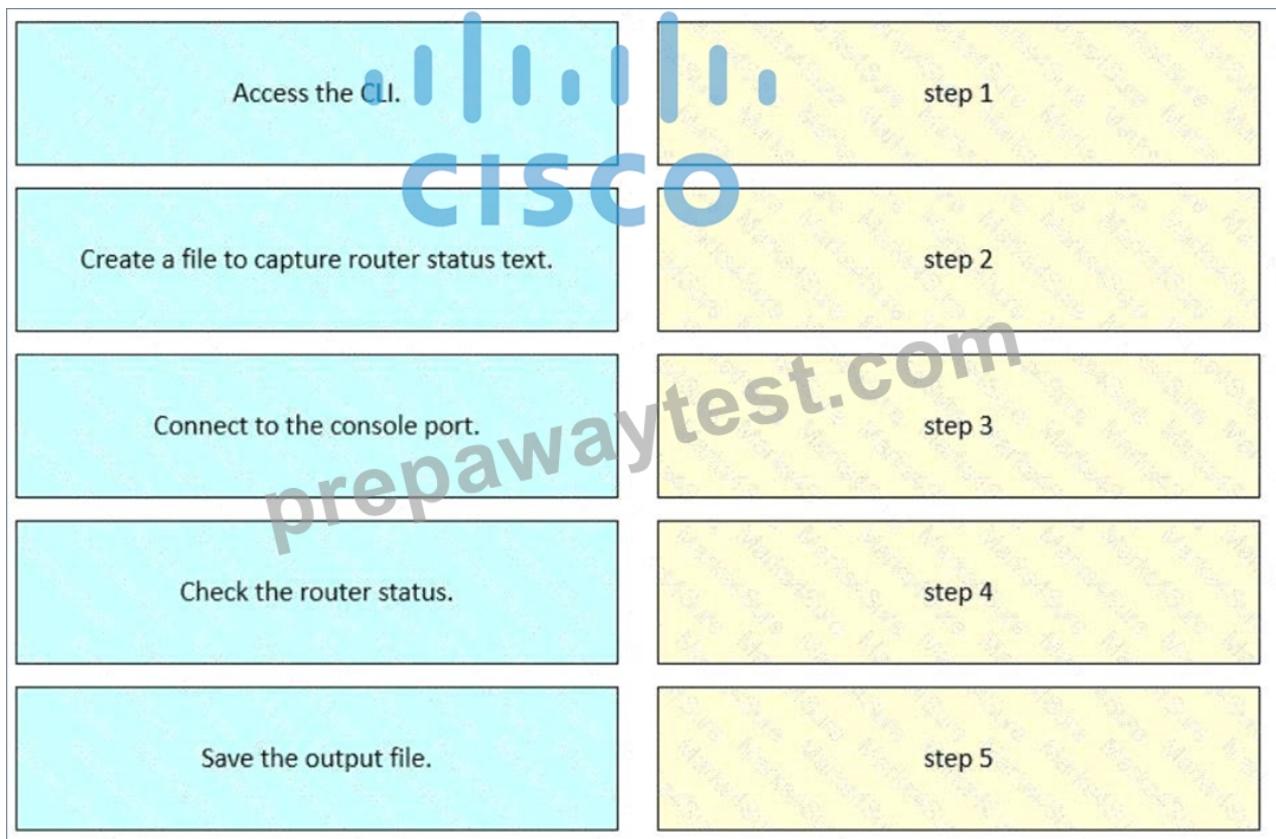 Access the CLI.
step 1
CISCO
Create a file to capture router status text.
step 2
Connect to the console port.
step 3
prepawaytest.com
Check the router status.
step 4
Save the output file.
step 5